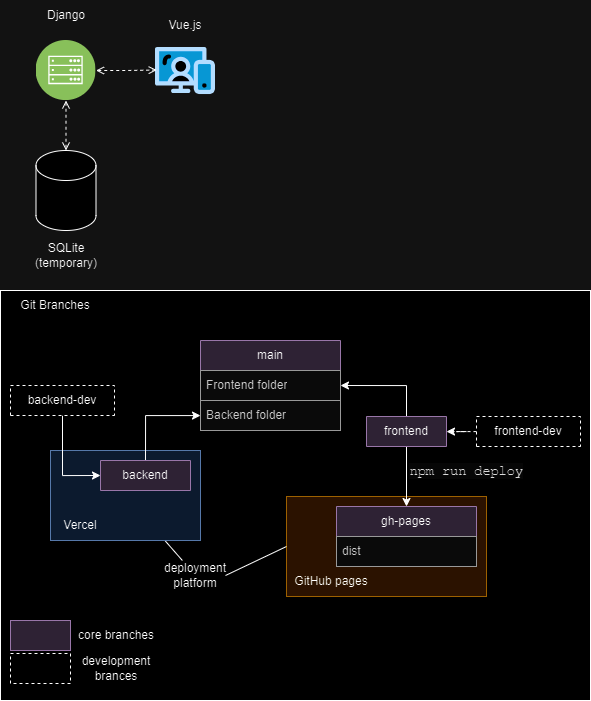 Django
Vue.js
SQLite
(temporary)
Git Branches
main
Frontend folder
Backend folder
backend-dev
frontend
frontend-dev
backend
npm run deploy
Vercel
gh-pages
dist
deployment
platform
GitHub pages
core branches
development
brances